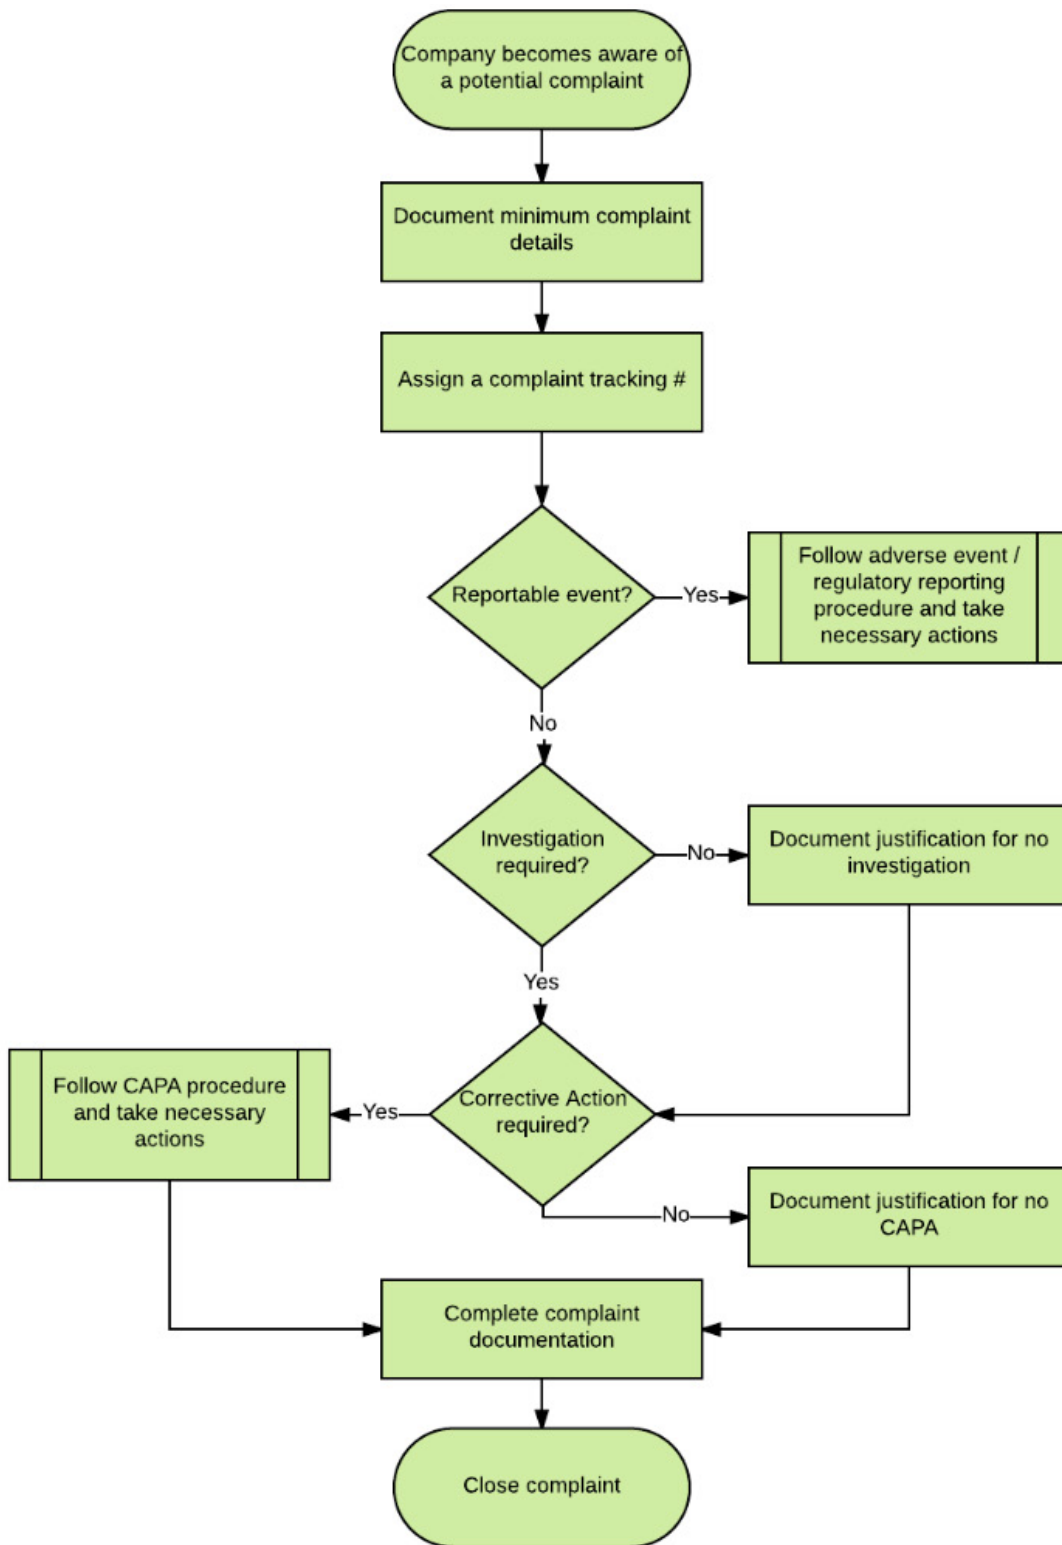 Company becomes aware of
a potential complaint
Document minimum complaint
details
Assign a complaint tracking #
Reportable event?
Yes
Follow adverse event /
regulatory reporting
procedure and take
necessary actions
No
Investigation
required?
No
Document justification for no
investigation
Yes
Corrective Action
required?
Yes
Follow CAPA procedure
and take necessary
actions
No
Document justification for no
CAPA
Complete complaint
documentation
Close complaint